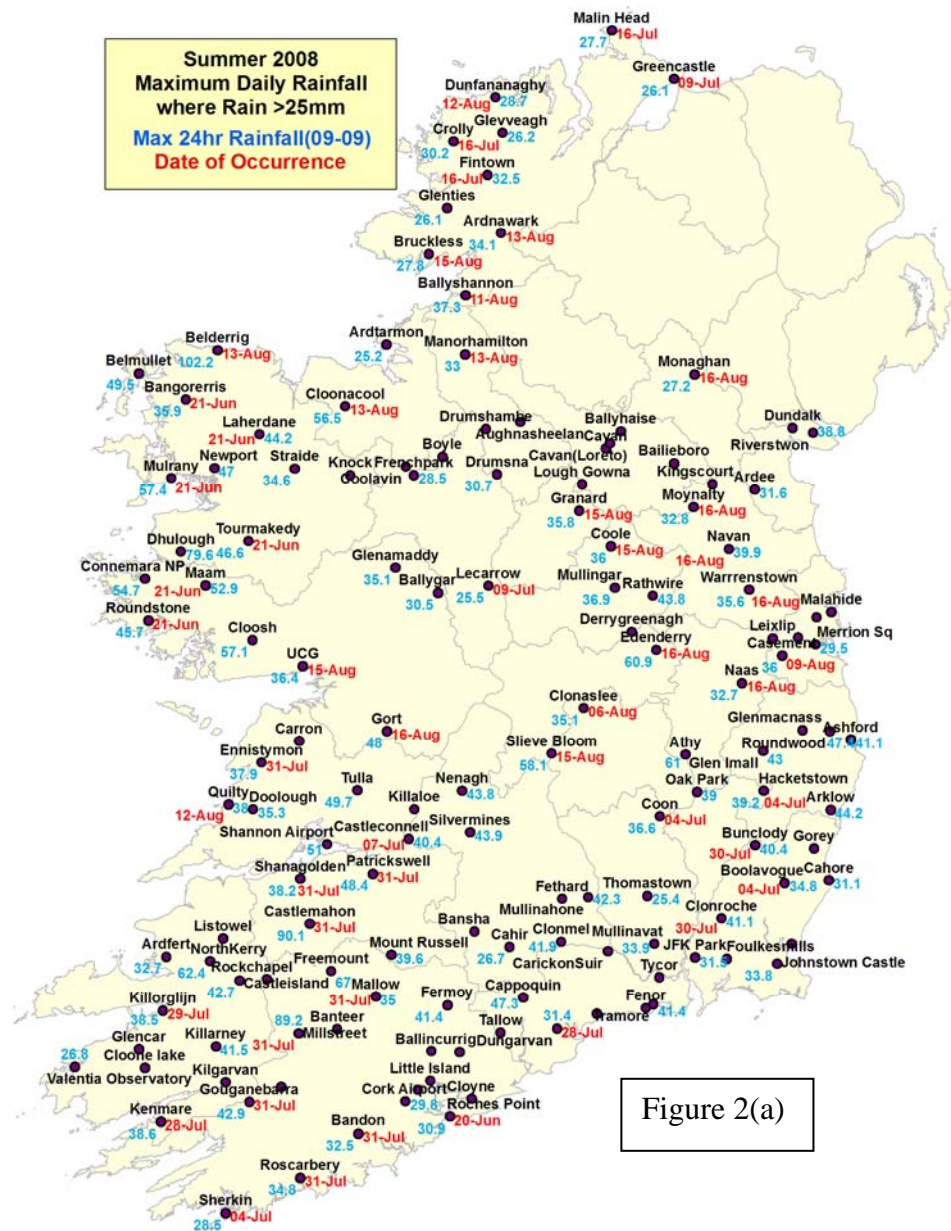 Summer 2008
Maximum Daily Rainfall
where Rain >25mm
Max 24hr Rainfall(09-09)
Date of Occurrence
Malin Head
16-Jul
27.7
Greencastle
09-Jul
26.1
Dunfananaghy
12-Aug
28.7
Glevveagh
26.2
Crolly
16-Jul
30.2
Fintown
16-Jul
32.5
Glenties
26.1
Ardnawark
34.1
13-Aug
Bruckless
15-Aug
27.8
Ballyshannon
11-Aug
37.3
Ardtarmon
25.2
Manorhamilton
13-Aug
33
Belderrig
13-Aug
102.2
Belmullet
49.5
Bangorerris
21-Jun
35.9
Cloonacool
13-Aug
56.5
Monaghan
16-Aug
27.2
Laherdane
21-Jun
44.2
Drumshambe
Aughnasheelan
Ballyhaise
Cavan
Cavan(Loreto)
Dundalk
38.8
Riverstwon
Newport
47
Mulrany
57.4
21-Jun
Straide
34.6
Knock
Frenchpark
Coolavin
Boyle
28.5
Drumsna
30.7
Lough Gowna
Bailieboro
Kingscourt
Ardee
31.6
Granard
15-Aug
35.8
Moynalty
16-Aug
32.8
Tourmakedy
21-Jun
46.6
Dhulough
79.6
Coole
15-Aug
36
Navan
16-Aug
39.9
Connemara NP
54.7
21-Jun
Maam
52.9
Glenamaddy
35.1
Ballygar
30.5
Lecarrow
09-Jul
25.5
Mullingar
36.9
Rathwire
43.8
Warrrenstown
35.6
16-Aug
Malahide
Roundstone
21-Jun
45.7
Cloosh
57.1
Derrygreenagh
Edenderry
16-Aug
60.9
Leixlip
Merrion Sq
29.5
Casement
36
09-Aug
UCG
15-Aug
36.4
Naas
16-Aug
32.7
Clonaslee
06-Aug
35.1
Carron
Gort
16-Aug
48
Glenmacnass
Ashford
47.4
41.1
Roundwood
43
Ennistymon
31-Jul
37.9
Slieve Bloom
15-Aug
58.1
Athy
61
Glen Imall
Quilty
38
12-Aug
Doolough
35.3
Tulla
49.7
Killaloe
Nenagh
43.8
Oak Park
39
Hacketstown
39.2
04-Jul
Arklow
44.2
Shannon Airport
51
Castleconnell
07-Jul
40.4
Silvermines
43.9
Coon
04-Jul
36.6
Bunclody
30-Jul
40.4
Gorey
Shanagolden
38.2
31-Jul
Patrickswell
31-Jul
48.4
Boolavogue
04-Jul
34.8
Cahore
31.1
Fethard
42.3
Mullinahone
Thomastown
25.4
Castlemahon
31-Jul
90.1
Clonroche
30-Jul
41.1
Listowel
Ardfert
32.7
NorthKerry
62.4
Bansha
Cahir
26.7
Clonmel
41.9
CarickonSuir
Mullinavat
33.9
JFK Park
31.5
Foulkesmills
Johnstown Castle
33.8
Mount Russell
39.6
Rockchapel
Castleisland
42.7
Freemount
67
Tycor
Killorglijn
29-Jul
38.5
Mallow
31-Jul
35
Fermoy
41.4
Cappoquin
47.3
Fenor
41.4
Tramore
Banteer
89.2
Millstreet
31-Jul
Tallow
Dungarvan
31.4
28-Jul
Glencar
Cloone lake
26.8
Valentia Observatory
Killarney
41.5
Ballincurrig
Kilgarvan
Gouganebarra
31-Jul
42.9
Little Island
Cork Airport
29.8
Cloyne
Roches Point
20-Jun
30.9
Kenmare
28-Jul
38.6
Bandon
31-Jul
32.5
Roscarbery
31-Jul
34.8
Sherkin
04-Jul
28.5
Figure 2(a)